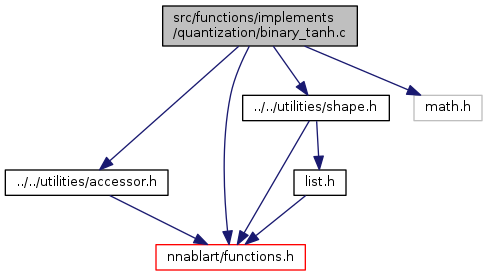 src/functions/implements
/quantization/binary_tanh.c
../../utilities/shape.h
math.h
../../utilities/accessor.h
list.h
nnablart/functions.h